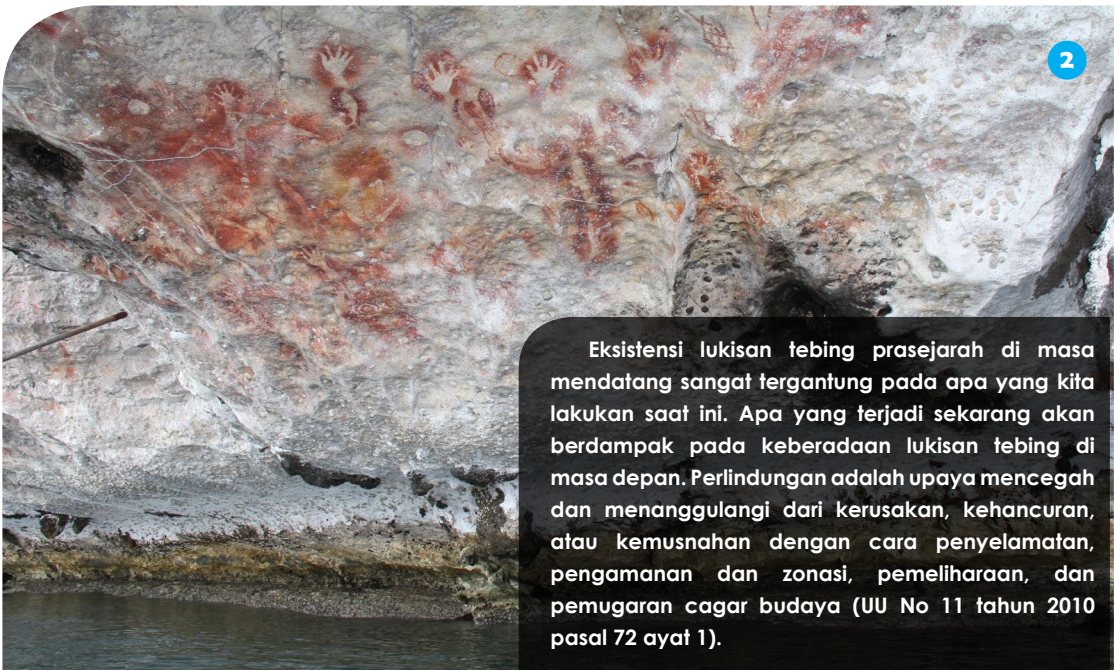 2
Eksistensi lukisan tebing prasejarah di masa
mendatang sangat tergantung pada apa yang kita
lakukan saat ini. Apa yang terjadi sekarang akan
berdampak pada keberadaan lukisan tebing di
masa depan. Perlindungan adalah upaya mencegah
dan menanggulangi dari kerusakan, kehancuran,
atau kemusnahan dengan cara penyelamatan,
pengamanan dan zonasi, pemeliharaan, dan
pemugaran cagar budaya (UU No 11 tahun 2010
pasal 72 ayat 1).